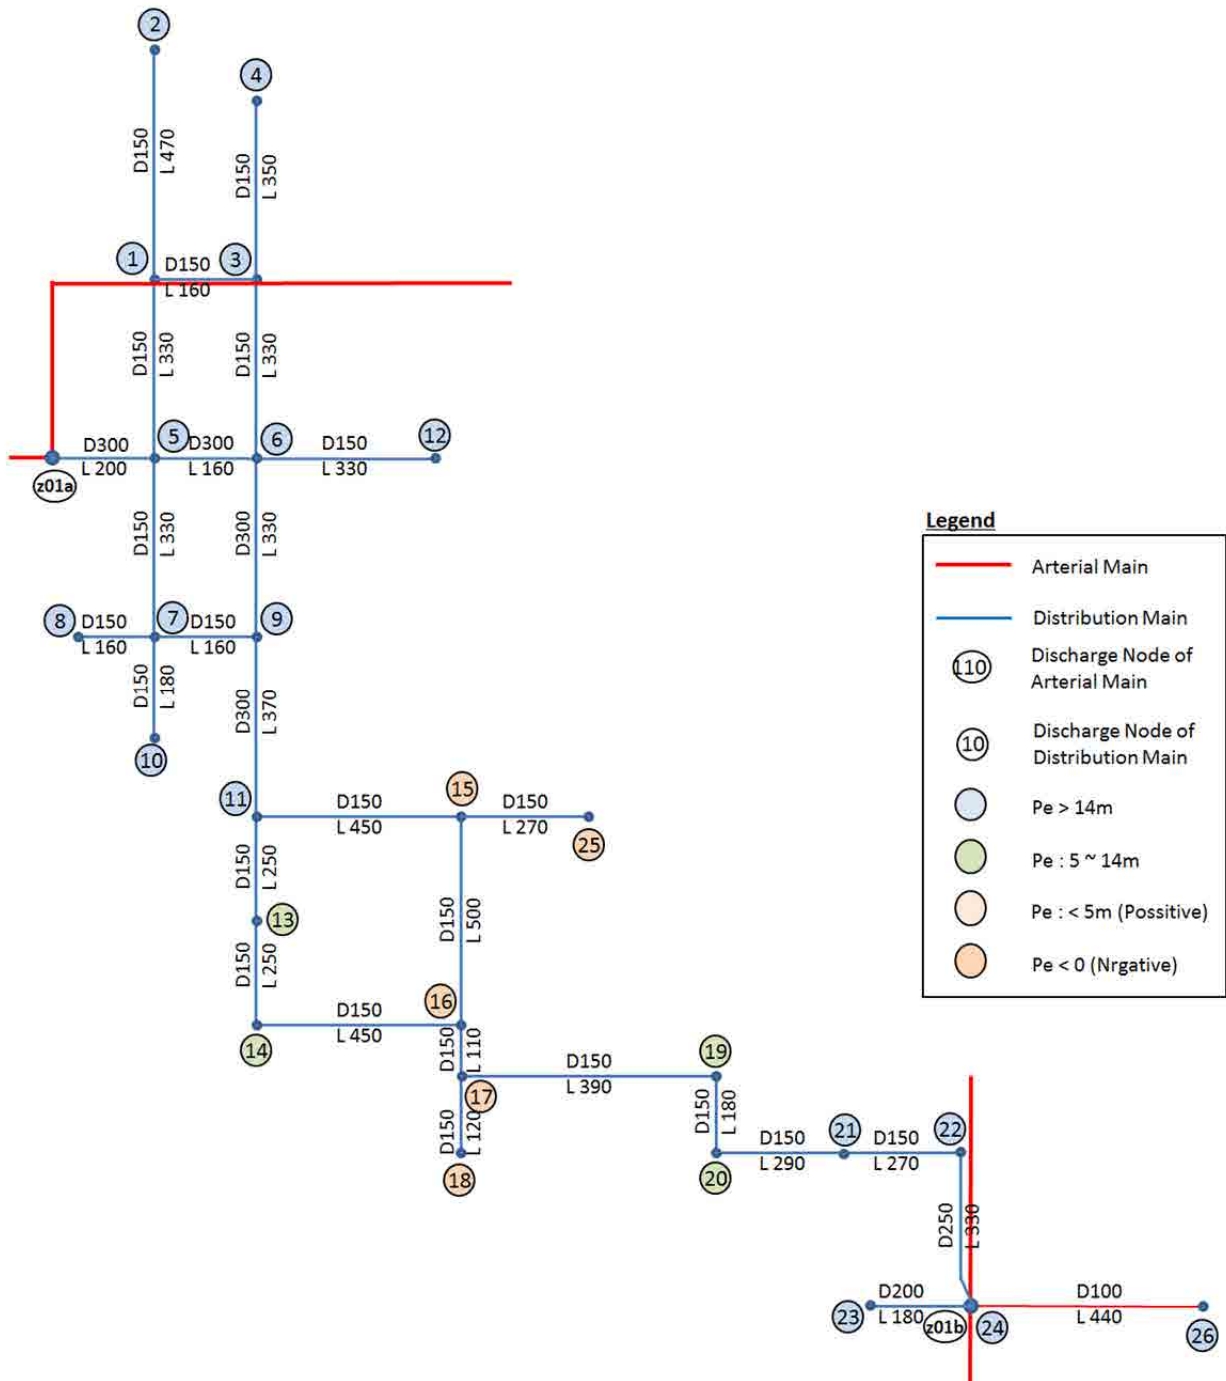 2
4
D150
L 470
D150
L 350
1
D150
3
L 160
D150
L 330
D150
L 330
5
6
12
D300
D300
D150
L 200
L 160
L 330
z01a
D150
L 330
D300
L 330
Legend
Arterial Main
Distribution Main
110
Discharge Node of
Arterial Main
10
Discharge Node of
Distribution Main
Pe > 14m
Pe : 5 ~ 14m
Pe : < 5m (Possitive)
Pe < 0 (Nrgative)
8
D150
7
D150
9
L 160
L 160
D150
L 180
D300
L 370
10
11
15
D150
D150
L 450
L 270
25
D150
L 250
D150
L 500
13
D150
L 250
16
D150
L 450
14
D150
L 110
19
D150
L 390
17
D150
L 120
D150
L 180
18
20
21
22
D150
D150
L 290
L 270
D250
L 330
D200
D100
23
L 180
z01b
24
L 440
26